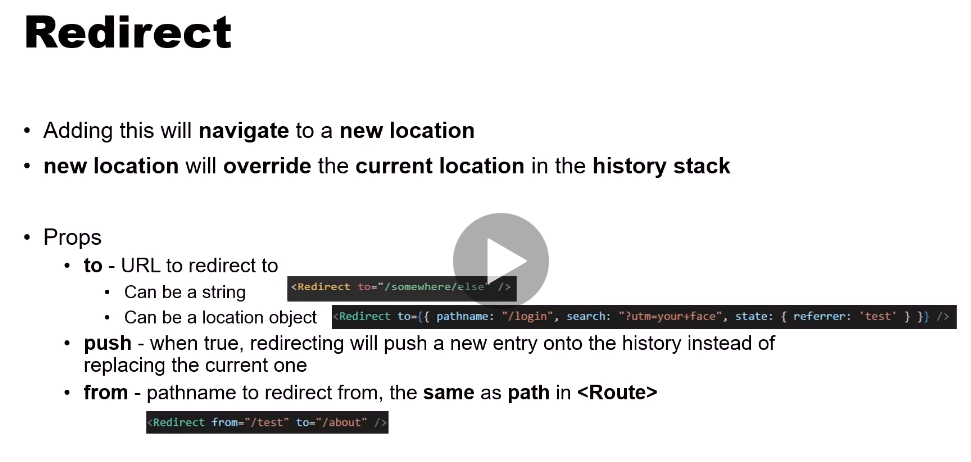 Redirect
• Adding this will navigate to a new location
• new location will override the current location in the history stack
• Props
• to - URL to redirect to
• Can be a string <Redirect to="/somewhere/else" />
• Can be a location object <Redirect to={{ pathname: "/login", search: "?utm=your+face", state: { referrer: 'test' } }} />
• push - when true, redirecting will push a new entry onto the history instead of
replacing the current one
• from - pathname to redirect from, the same as path in <Route>
<Redirect from="/test" to="/about" />